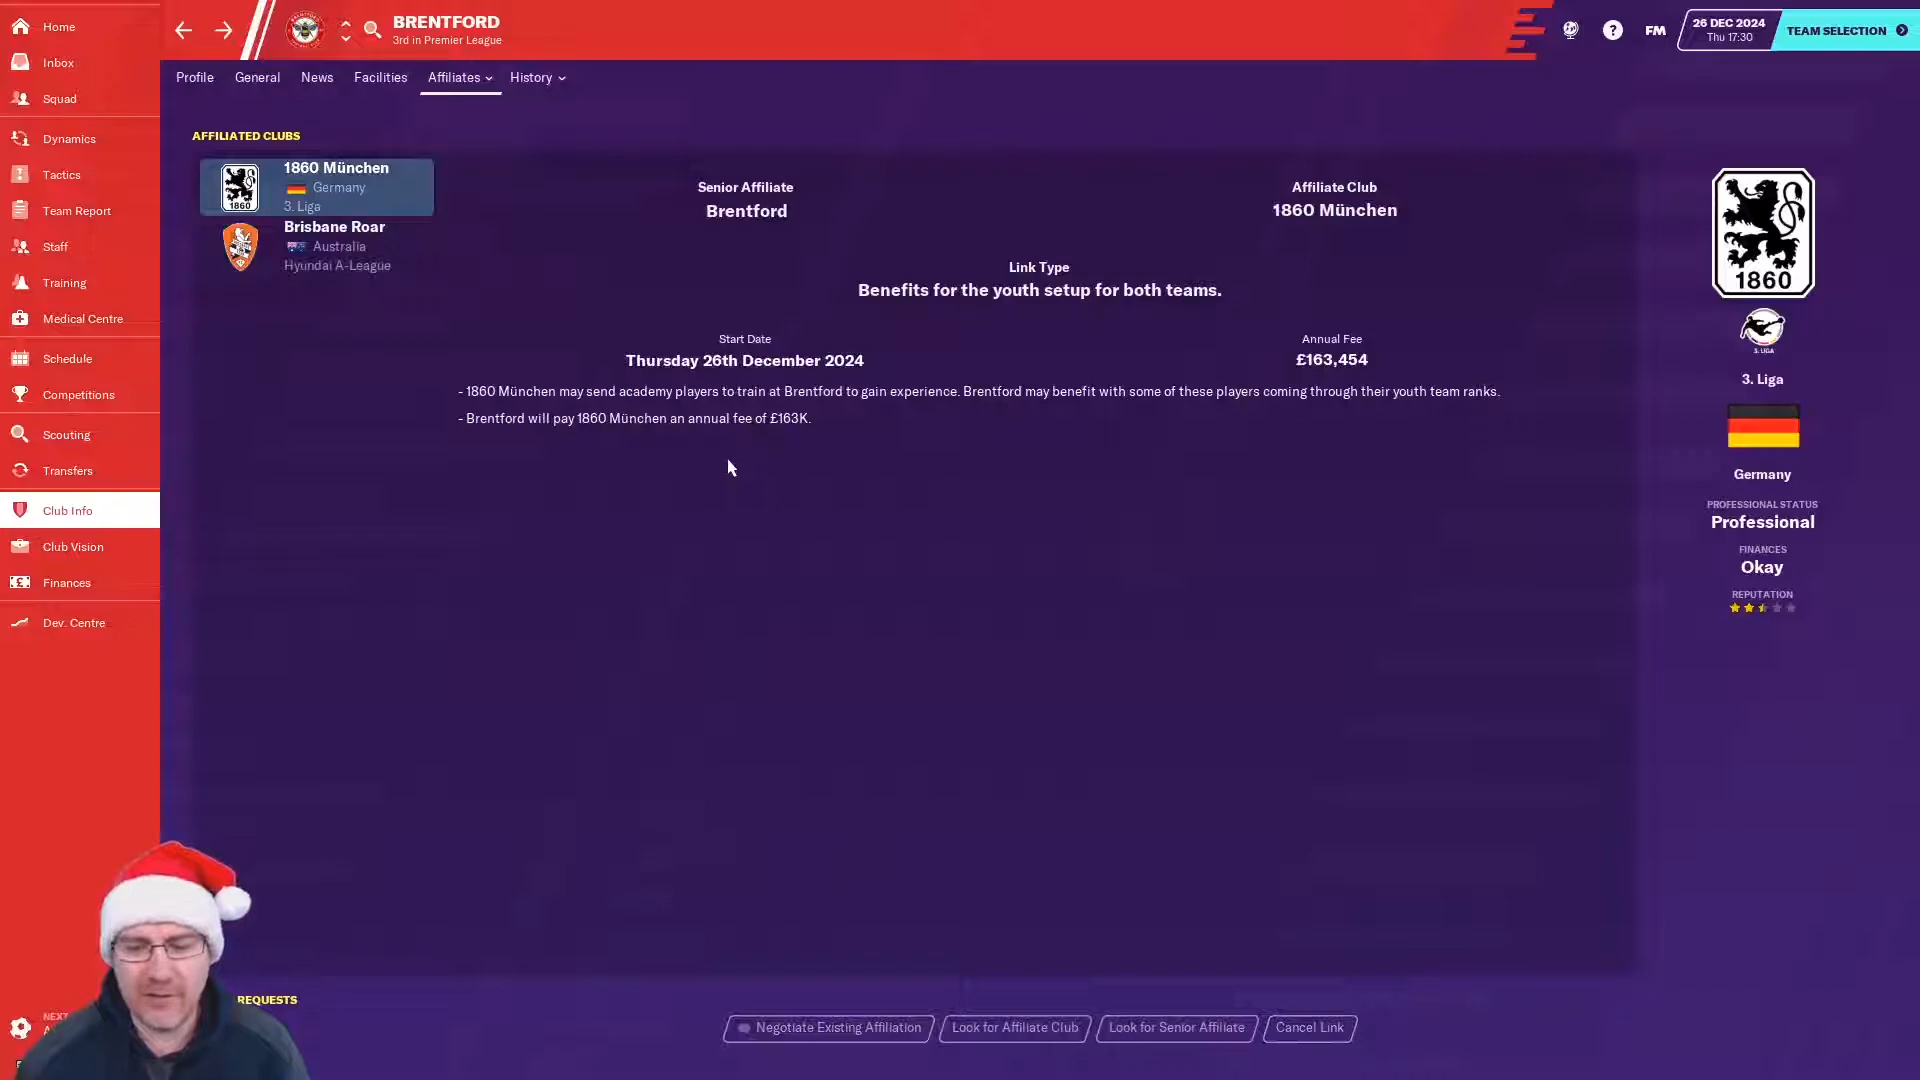 Home
Inbox
Squad
Dynamics
Tactics
Team Report
Staff
Training
Medical Centre
Schedule
Competitions
Scouting
Transfers
Club Info
Club Vision
Finances
Dev. Centre
NEXT
BRENTFORD
3rd in Premier League
FM
26 DEC 2024
Thu 17:30
TEAM SELECTION
Profile
General
News
Facilities
Affiliates
History
AFFILIATED CLUBS
1860
1860 München
Germany
3. Liga
Brisbane Roar
Australia
Hyundai A-League
Senior Affiliate
Brentford
Affiliate Club
1860 München
Link Type
Benefits for the youth setup for both teams.
Start Date
Thursday 26th December 2024
Annual Fee
£163,454
- 1860 München may send academy players to train at Brentford to gain experience. Brentford may benefit with some of these players coming through their youth team ranks.
- Brentford will pay 1860 München an annual fee of £163K.
1860
3. LIGA
3. Liga
Germany
PROFESSIONAL STATUS
Professional
FINANCES
Okay
REPUTATION
REQUESTS
Negotiate Existing Affiliation
Look for Affiliate Club
Look for Senior Affiliate
Cancel Link